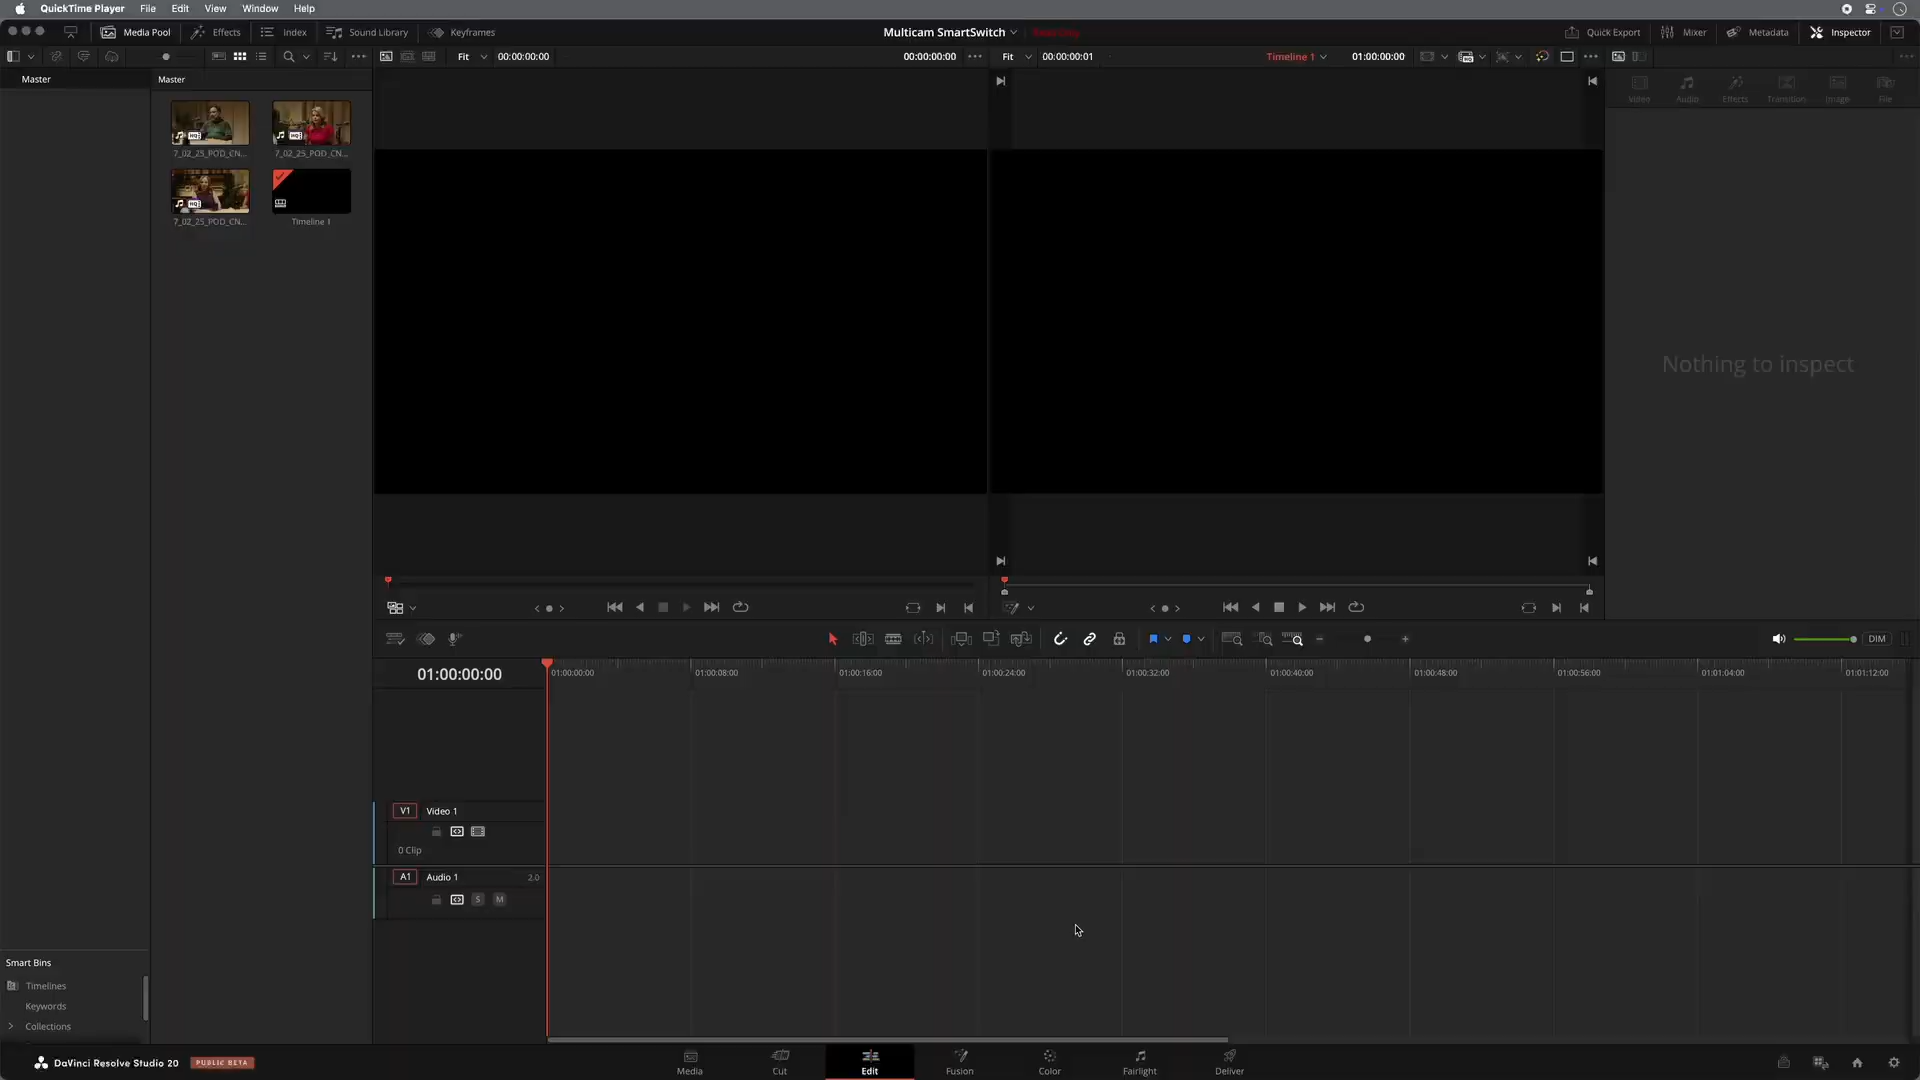 QuickTime Player File Edit View Window Help
Media Pool Effects Index Sound Library Keyframes Multicam SmartSwitch Read Only Quick Export Mixer Metadata Inspector
Fit 00:00:00:00 00:00:00:00 Fit 00:00:00:01 Timeline 1 01:00:00:00
Master Master
Video Audio Effects Transition Image File
7_02_25_POD_CN... 7_02_25_POD_CN...
7_02_25_POD_CN... Timeline 1
Nothing to inspect
DIM
01:00:00:00 01:00:00:00 01:00:08:00 01:00:16:00 01:00:24:00 01:00:32:00 01:00:40:00 01:00:48:00 01:00:56:00 01:01:04:00 01:01:12:00
V1 Video 1
0 Clip
A1 Audio 1 2.0
S M
Smart Bins
Timelines
Keywords
Collections
DaVinci Resolve Studio 20 PUBLIC BETA
Media Cut Edit Fusion Color Fairlight Deliver